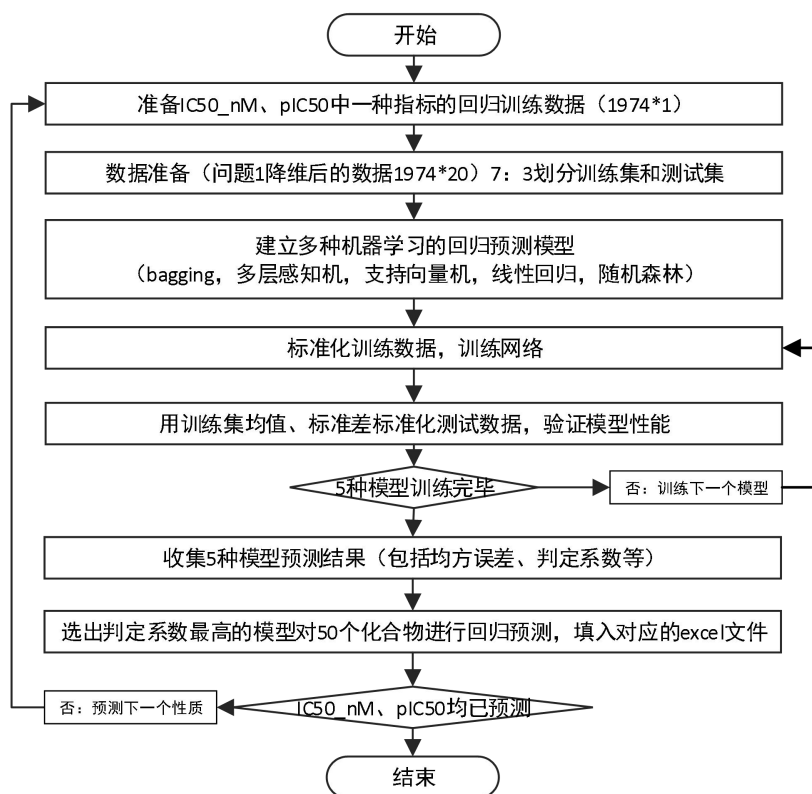 开始
准备IC50_nM、pIC50中一种指标的回归训练数据（1974*1）
数据准备（问题1降维后的数据1974*20）7：3划分训练集和测试集
建立多种机器学习的回归预测模型
（bagging，多层感知机，支持向量机，线性回归，随机森林）
标准化训练数据，训练网络
用训练集均值、标准差标准化测试数据，验证模型性能
5种模型训练完毕
否：训练下一个模型
收集5种模型预测结果（包括均方误差、判定系数等）
选出判定系数最高的模型对50个化合物进行回归预测，填入对应的excel文件
否：预测下一个性质
IC50_nM、pIC50均已预测
结束